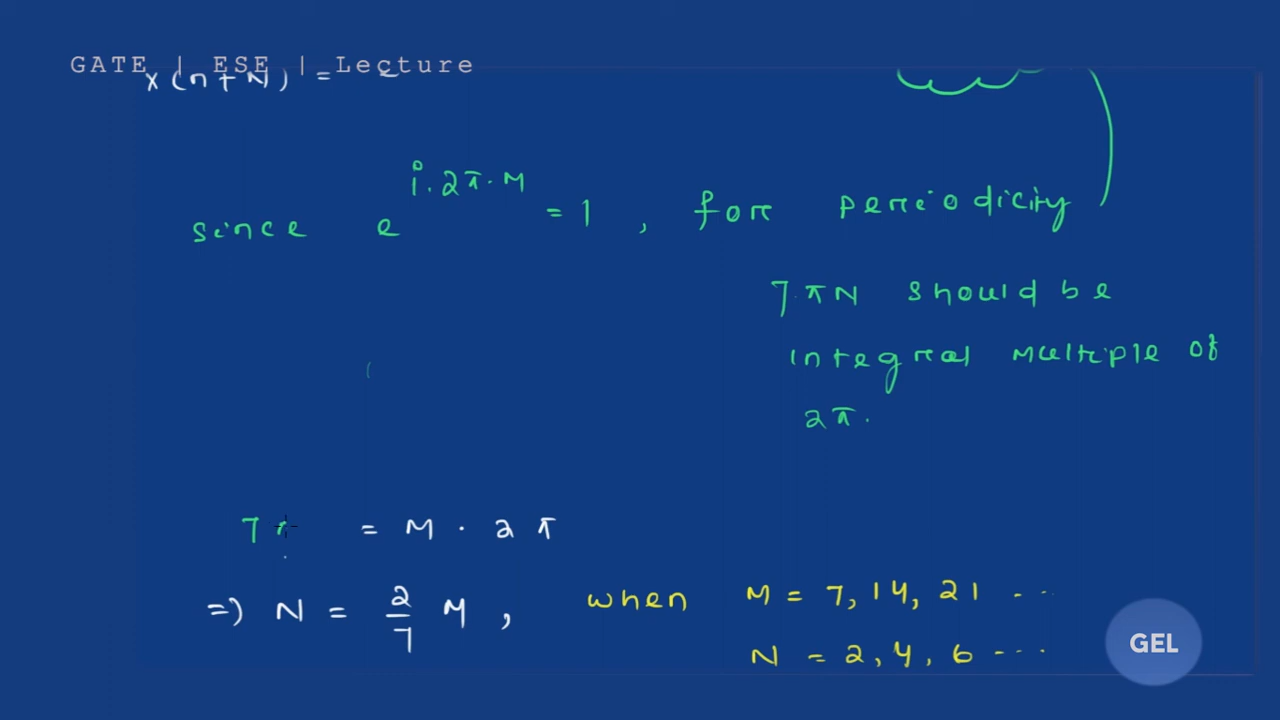 GATE | ESE | Lecture
x(n+N) =
since e^{i.2π.M} = 1 , for periodicity
7πN should be
integral multiple of
2π.
7π = M · 2π
=) N = 2/7 M , when M = 7, 14, 21 ...
N = 2, 4, 6 ...
GEL